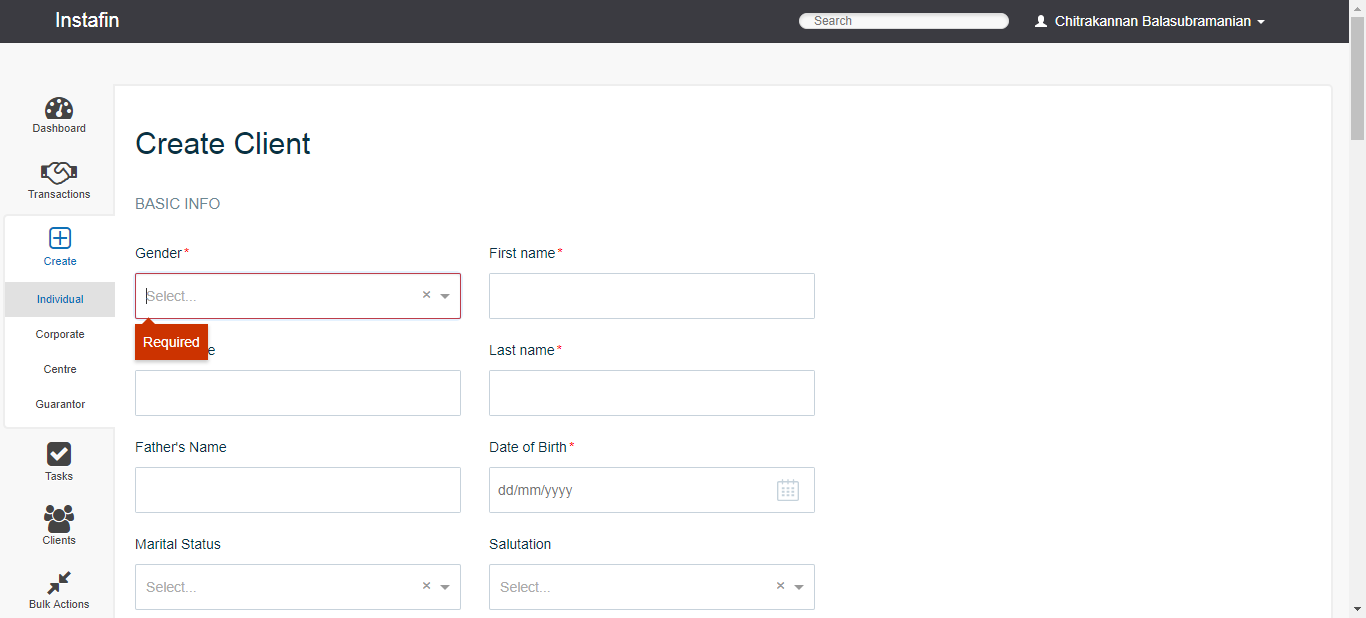 Instafin
Search
Chitrakannan Balasubramanian
Dashboard
Transactions
Create
Individual
Corporate
Centre
Guarantor
Tasks
Clients
Bulk Actions
Create Client
BASIC INFO
Gender*
First name*
Select...
Required
Last name*
Father's Name
Date of Birth*
dd/mm/yyyy
Marital Status
Salutation
Select...
Select...